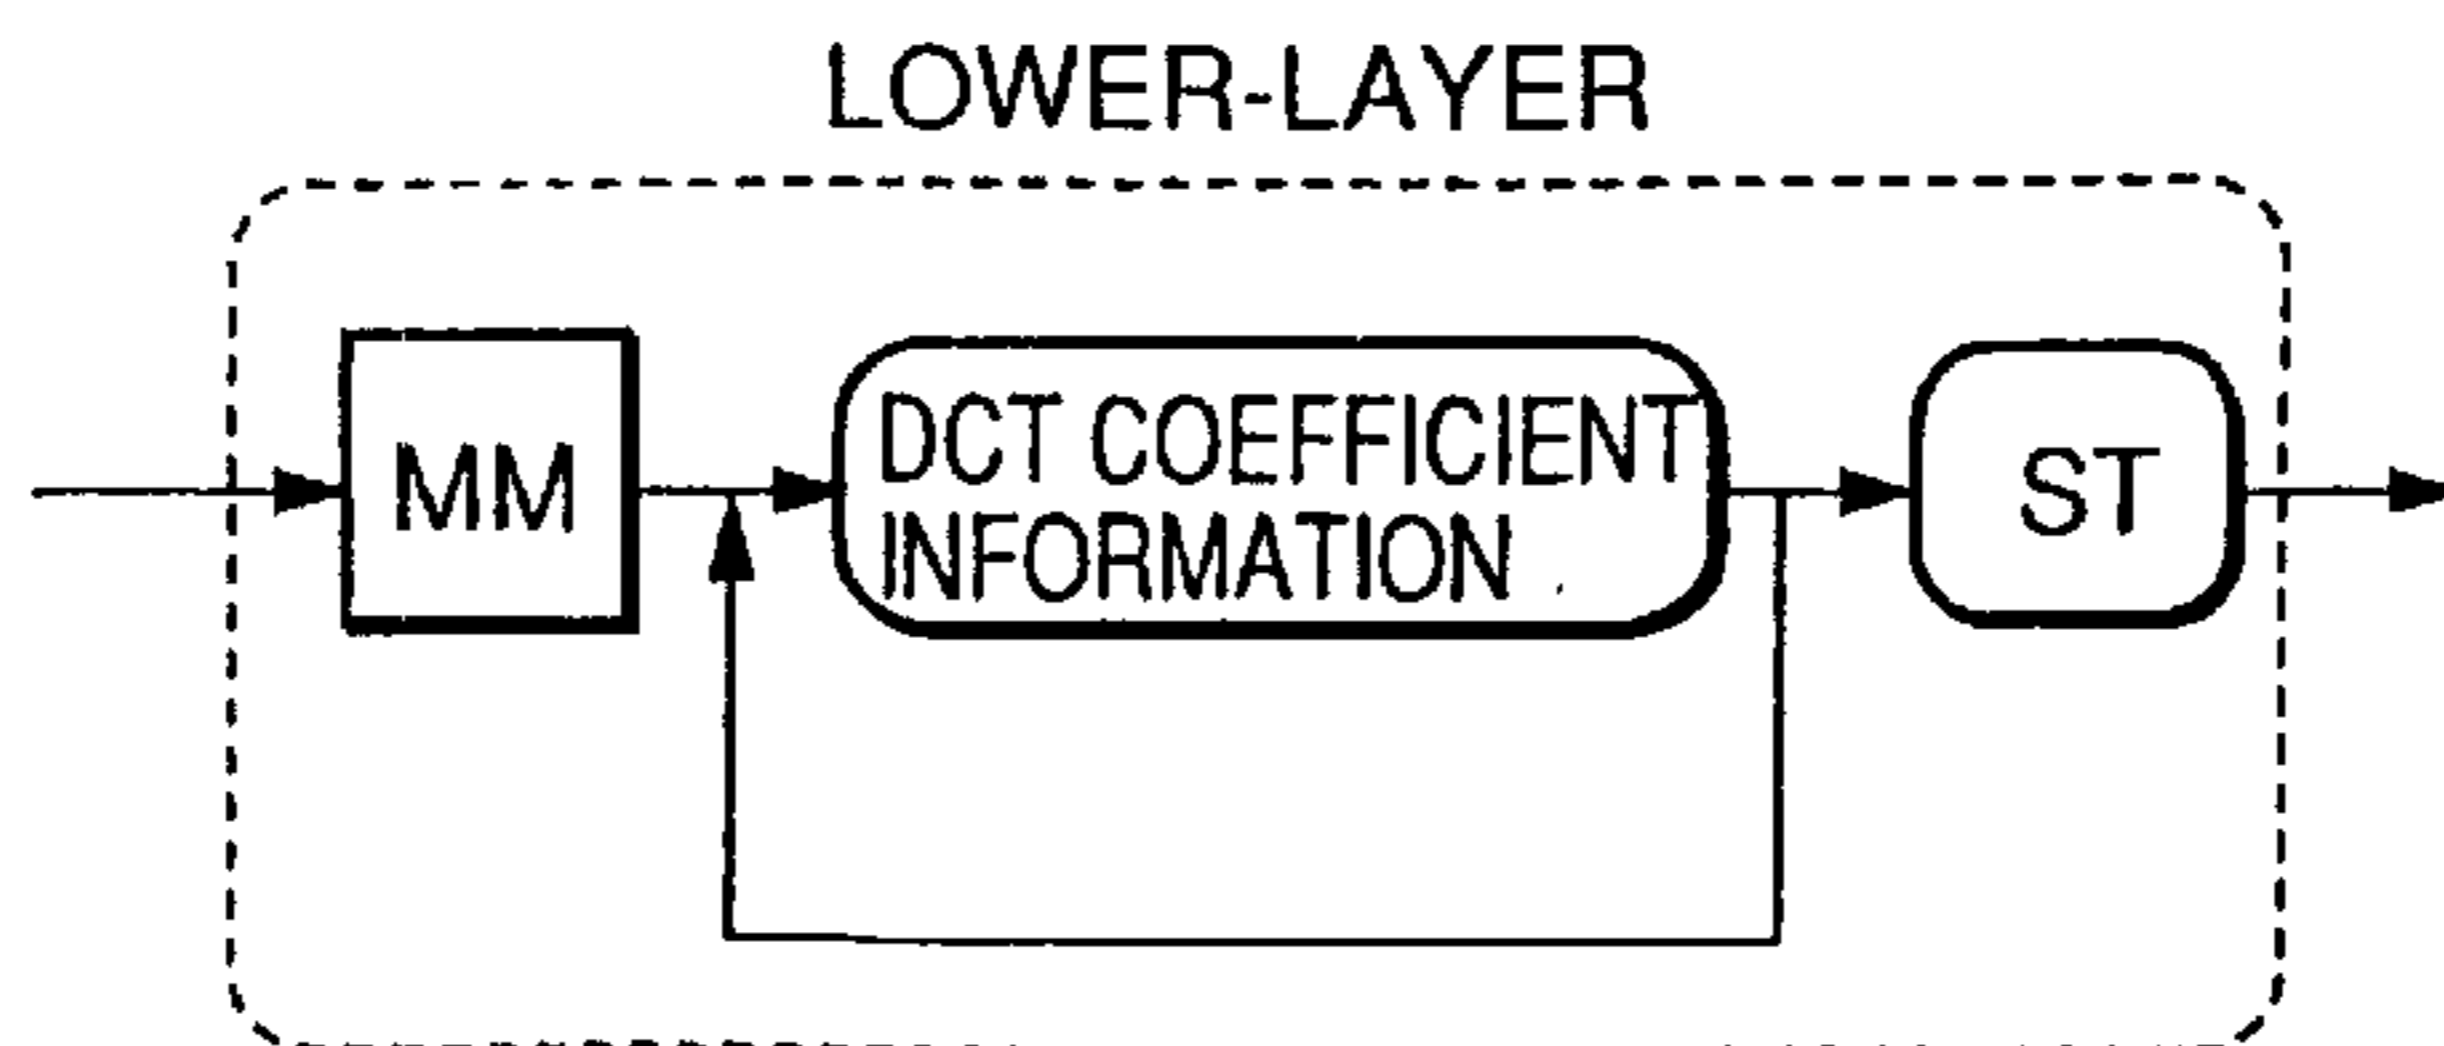 LOWER-LAYER
MM
DCT COEFFICIENT
INFORMATION
ST